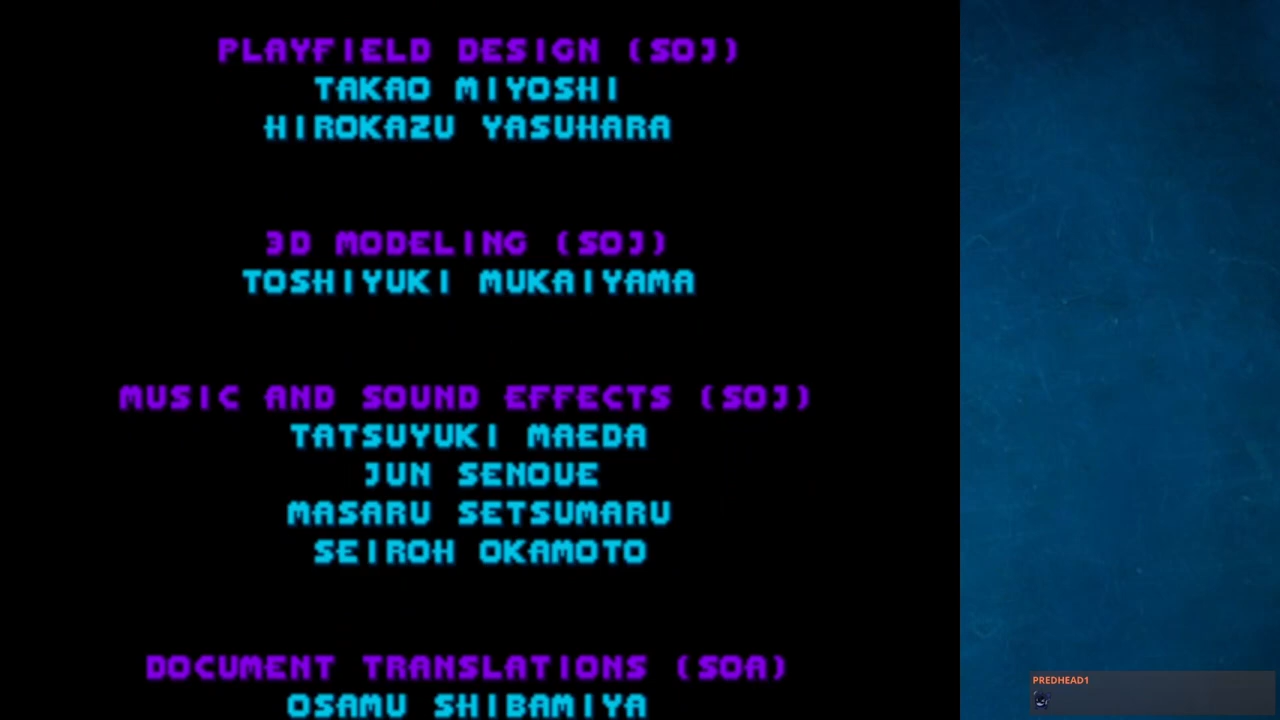 PLAYFIELD DESIGN (SOJ)
TAKAO MIYOSHI
HIROKAZU YASUHARA
3D MODELING (SOJ)
TOSHIYUKI MUKAIYAMA
MUSIC AND SOUND EFFECTS (SOJ)
TATSUYUKI MAEDA
JUN SENOUE
MASARU SETSUMARU
SEIROH OKAMOTO
DOCUMENT TRANSLATIONS (SOA)
OSAMU SHIBAMIYA
PREDHEAD1